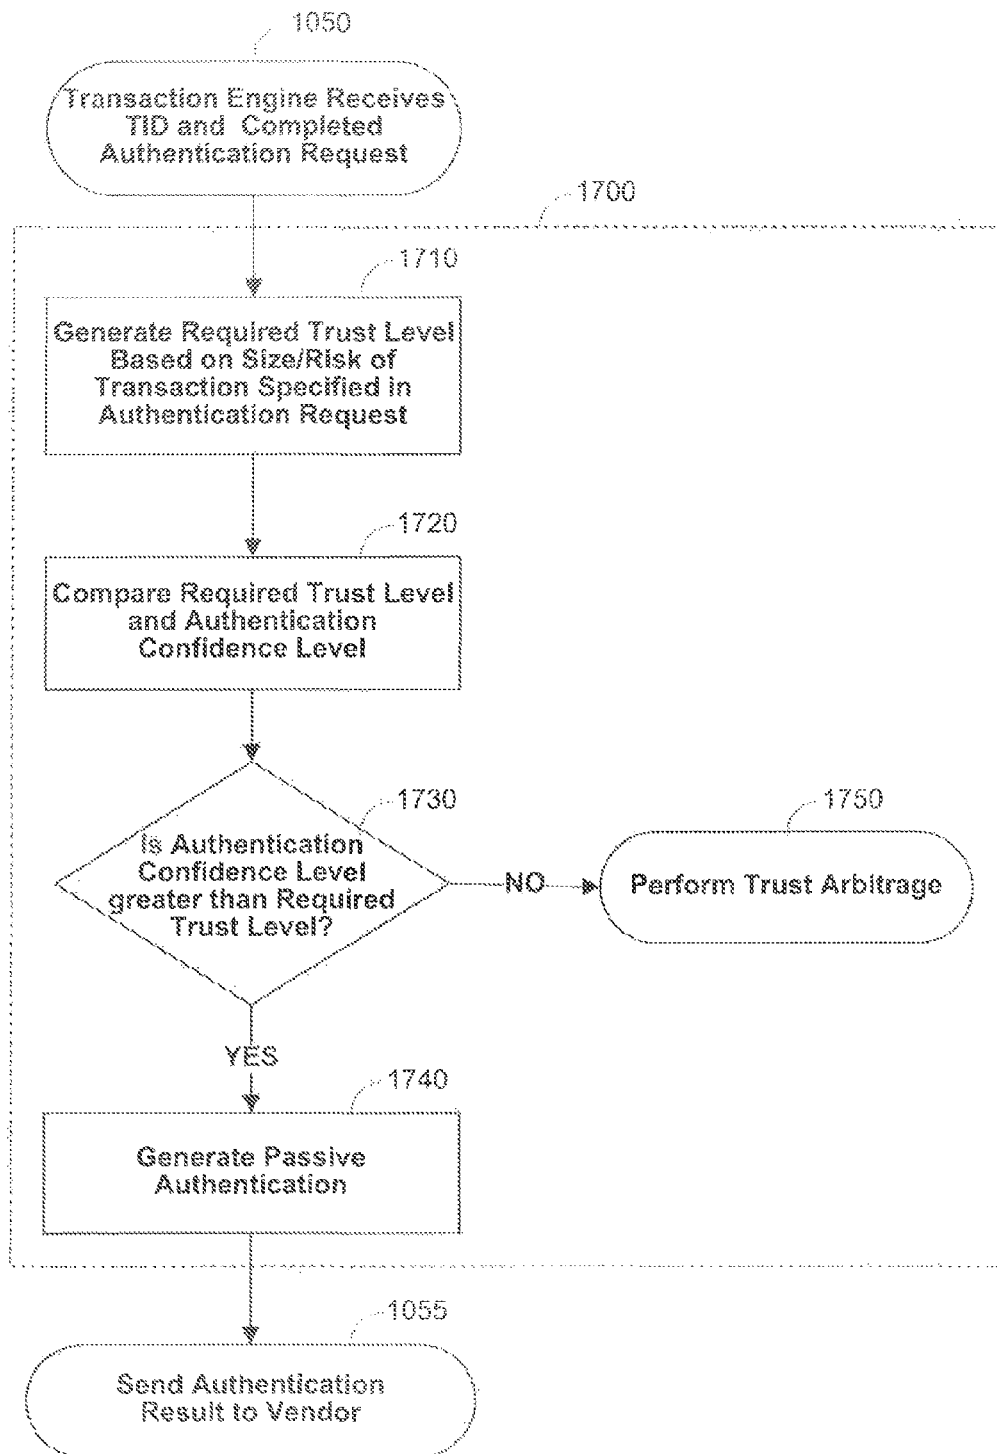 1050
Transaction Engine Receives
TID and Completed
Authentication Request
1700
1710
Generate Required Trust Level
Based on Size/Risk of
Transaction Specified in
Authentication Request
1720
Compare Required Trust Level
and Authentication
Confidence Level
1730
Is Authentication
Confidence Level
greater than Required
Trust Level?
NO
1750
Perform Trust Arbitrage
YES
1740
Generate Passive
Authentication
1055
Send Authentication
Result to Vendor